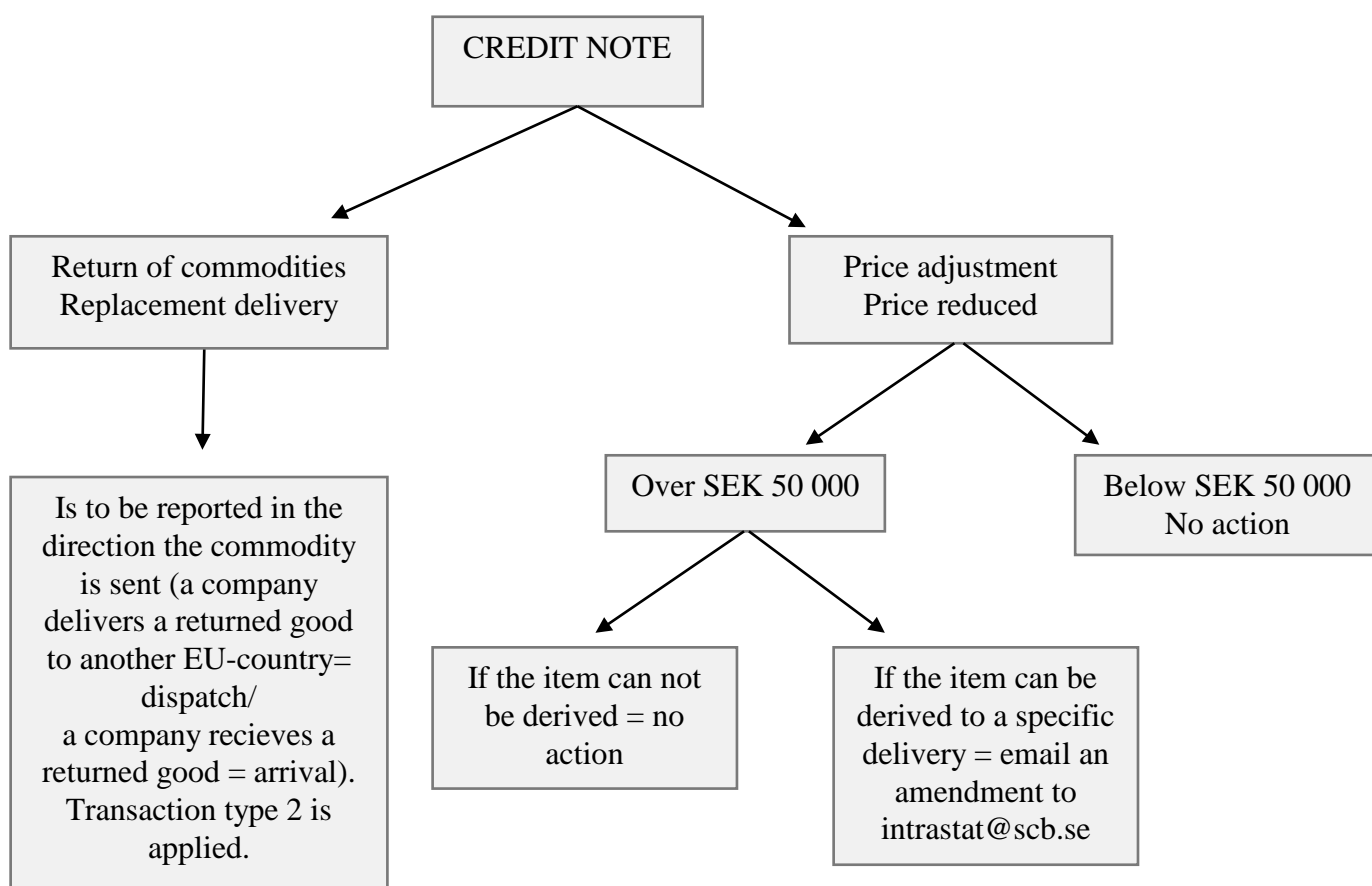 CREDIT NOTE
Return of commodities
Replacement delivery
Price adjustment
Price reduced
Is to be reported in the
direction the commodity
is sent (a company
delivers a returned good
to another EU-country=
dispatch/
a company recieves a
returned good = arrival).
Transaction type 2 is
applied.
Over SEK 50 000
Below SEK 50 000
No action
If the item can not
be derived = no
action
If the item can be
derived to a specific
delivery = email an
amendment to
intrastat@scb.se